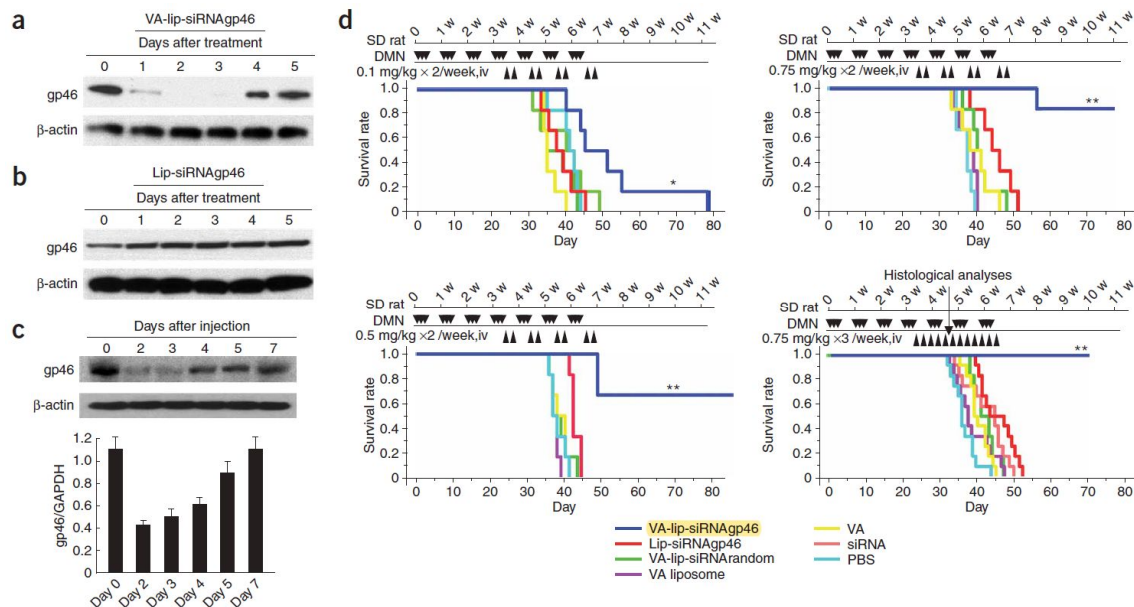 a
VA-lip-siRNAgp46
Days after treatment
0 1 2 3 4 5
gp46
β-actin
b
Lip-siRNAgp46
Days after treatment
0 1 2 3 4 5
gp46
β-actin
c
Days after injection
0 2 3 4 5 7
gp46
β-actin
gp46/GAPDH
1.2
1.0
0.8
0.6
0.4
0.2
0
Day 0 Day 2 Day 3 Day 4 Day 5 Day 7
d
0 1 w 2 w 3 w 4 w 5 w 6 w 7 w 8 w 9 w 10 w 11 w
SD rat
DMN
0.1 mg/kg × 2/week,iv
Survival rate
1.0
0.8
0.6
0.4
0.2
0
*
0 10 20 30 40 50 60 70 80
Day
0 1 w 2 w 3 w 4 w 5 w 6 w 7 w 8 w 9 w 10 w 11 w
SD rat
DMN
0.75 mg/kg ×2 /week,iv
Survival rate
1.0
0.8
0.6
0.4
0.2
0
**
0 10 20 30 40 50 60 70 80
Day
0 1 w 2 w 3 w 4 w 5 w 6 w 7 w 8 w 9 w 10 w 11 w
SD rat
DMN
0.5 mg/kg ×2 /week,iv
Survival rate
1.0
0.8
0.6
0.4
0.2
0
**
0 10 20 30 40 50 60 70 80
Day
Histological analyses
0 1 w 2 w 3 w 4 w 5 w 6 w 7 w 8 w 9 w 10 w 11 w
SD rat
DMN
0.75 mg/kg ×3 /week,iv
Survival rate
1.0
0.8
0.6
0.4
0.2
0
**
0 10 20 30 40 50 60 70 80
Day
VA-lip-siRNAgp46
Lip-siRNAgp46
VA-lip-siRNArandom
VA liposome
VA
siRNA
PBS